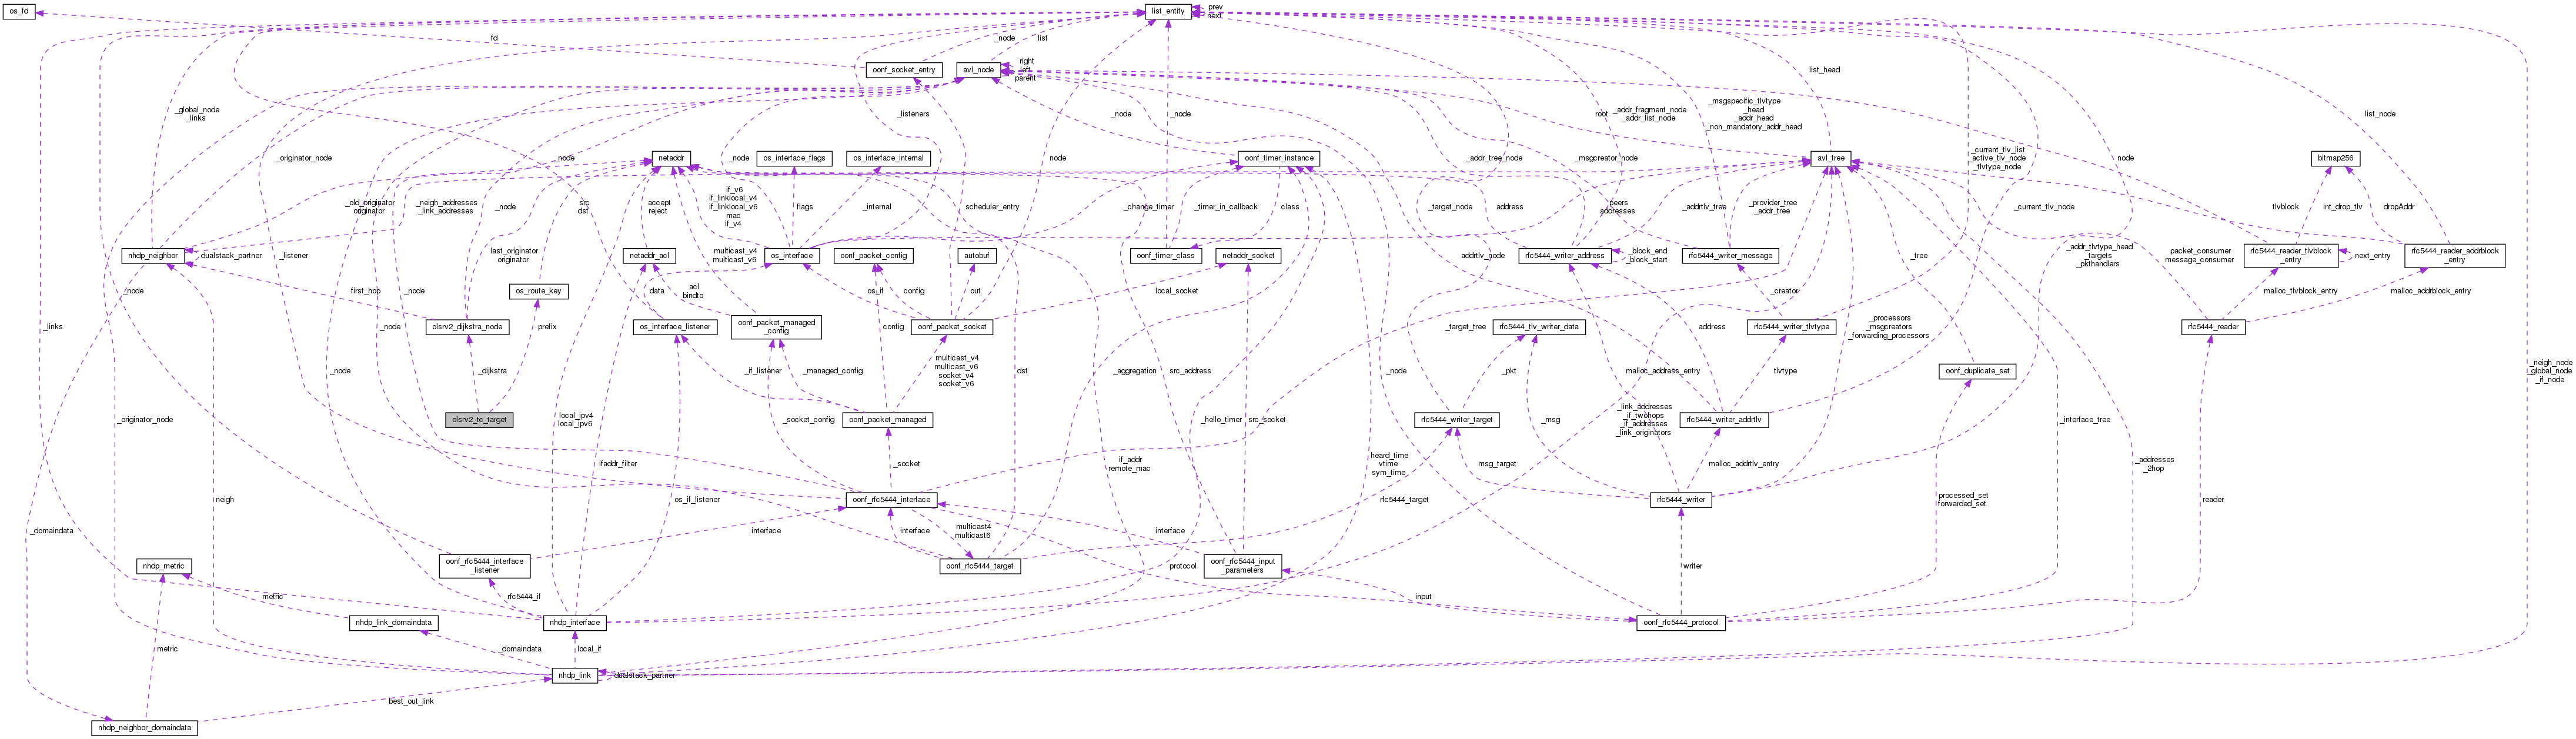 os_fd
list_entity
prev
next
fd
_node
list
oonf_socket_entry
avl_node
right
left
parent
list_head
_global_node
_links
_listeners
_node
_node
root
_addr_fragment_node
_addr_list_node
_msgspecific_tlvtype
_head
_addr_head
_non_mandatory_addr_head
list_node
_originator_node
_node
netaddr
_node
os_interface_flags
os_interface_internal
node
oonf_timer_instance
_addr_tree_node
_msgcreator_node
avl_tree
_current_tlv_list
active_tlv_node
_tlvtype_node
node
bitmap256
_old_originator
originator
_neigh_addresses
_link_addresses
_node
src
dst
accept
reject
if_v6
if_linklocal_v4
if_linklocal_v6
mac
if_v4
flags
_internal
scheduler_entry
_change_timer
_timer_in_callback
class
_target_node
address
peers
addresses
_addrtlv_tree
_provider_tree
_addr_tree
_current_tlv_node
tlvblock
int_drop_tlv
dropAddr
nhdp_neighbor
dualstack_partner
_listener
last_originator
originator
netaddr_acl
multicast_v4
multicast_v6
os_interface
oonf_packet_config
autobuf
oonf_timer_class
netaddr_socket
addrtlv_node
rfc5444_writer_address
_block_end
_block_start
rfc5444_writer_message
_addr_tlvtype_head
_targets
_pkthandlers
_tree
packet_consumer
message_consumer
rfc5444_reader_tlvblock
_entry
next_entry
rfc5444_reader_addrblock
_entry
_node
first_hop
_node
os_route_key
data
acl
bindto
os_if
config
out
local_socket
_creator
malloc_tlvblock_entry
malloc_addrblock_entry
_links
_node
olsrv2_dijkstra_node
prefix
os_interface_listener
oonf_packet_managed
_config
config
oonf_packet_socket
_target_tree
rfc5444_tlv_writer_data
address
rfc5444_writer_tlvtype
_processors
_msgcreators
_forwarding_processors
rfc5444_reader
_node
_dijkstra
_if_listener
_managed_config
multicast_v4
multicast_v6
socket_v4
socket_v6
dst
_aggregation
src_address
_node
_pkt
malloc_address_entry
tlvtype
oonf_duplicate_set
_neigh_node
_global_node
_if_node
_originator_node
olsrv2_tc_target
local_ipv4
local_ipv6
_socket_config
oonf_packet_managed
_hello_timer
src_socket
rfc5444_writer_target
_msg
_link_addresses
_if_twohops
_if_addresses
_link_originators
rfc5444_writer_addrtlv
_interface_tree
ifaddr_filter
_socket
if_addr
remote_mac
heard_time
vtime
sym_time
msg_target
malloc_addrtlv_entry
_addresses
_2hop
neigh
os_if_listener
oonf_rfc5444_interface
rfc5444_target
rfc5444_writer
processed_set
forwarded_set
reader
_domaindata
interface
interface
multicast4
multicast6
interface
nhdp_metric
oonf_rfc5444_interface
_listener
oonf_rfc5444_target
protocol
oonf_rfc5444_input
_parameters
writer
metric
rfc5444_if
input
nhdp_link_domaindata
nhdp_interface
oonf_rfc5444_protocol
metric
_domaindata
local_if
nhdp_link
dualstack_partner
best_out_link
nhdp_neighbor_domaindata